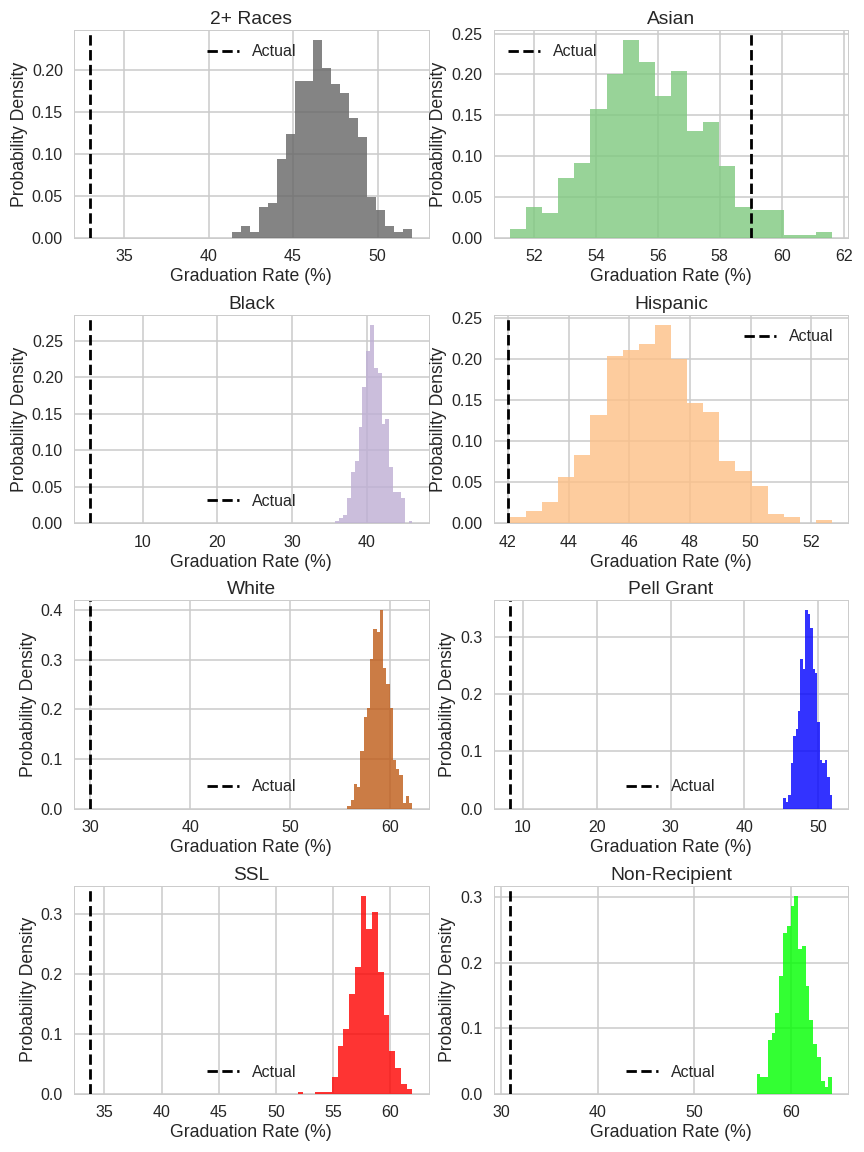 2+ Races
Asian
Probability Density
0.20
0.15
0.10
0.05
0.00
Actual
35
40
45
50
Graduation Rate (%)
Probability Density
0.25
0.20
0.15
0.10
0.05
0.00
Actual
52
54
56
58
60
62
Graduation Rate (%)
Black
Hispanic
Probability Density
0.25
0.20
0.15
0.10
0.05
0.00
Actual
10
20
30
40
Graduation Rate (%)
Probability Density
0.25
0.20
0.15
0.10
0.05
0.00
Actual
42
44
46
48
50
52
Graduation Rate (%)
White
Pell Grant
Probability Density
0.4
0.3
0.2
0.1
0.0
Actual
30
40
50
60
Graduation Rate (%)
Probability Density
0.3
0.2
0.1
0.0
Actual
10
20
30
40
50
Graduation Rate (%)
SSL
Non-Recipient
Probability Density
0.3
0.2
0.1
0.0
Actual
35
40
45
50
55
60
Graduation Rate (%)
Probability Density
0.3
0.2
0.1
0.0
Actual
30
40
50
60
Graduation Rate (%)